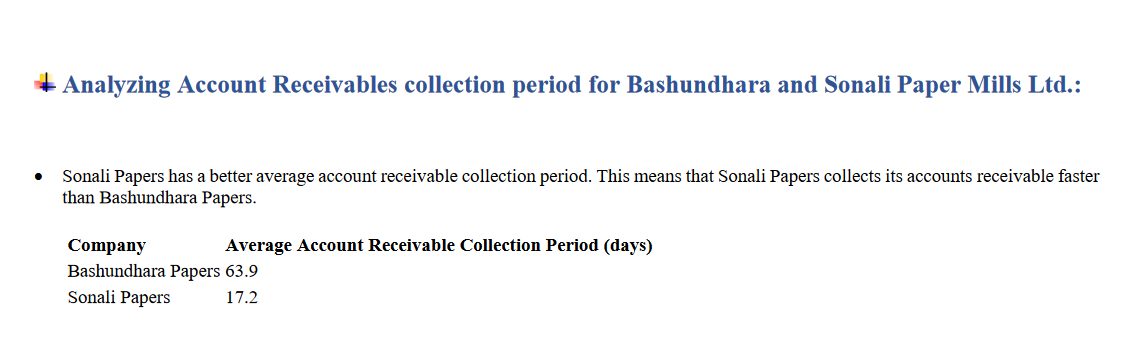 Analyzing Account Receivables collection period for Bashundhara and Sonali Paper Mills Ltd.:
• Sonali Papers has a better average account receivable collection period. This means that Sonali Papers collects its accounts receivable faster
than Bashundhara Papers.
Company Average Account Receivable Collection Period (days)
Bashundhara Papers 63.9
Sonali Papers 17.2